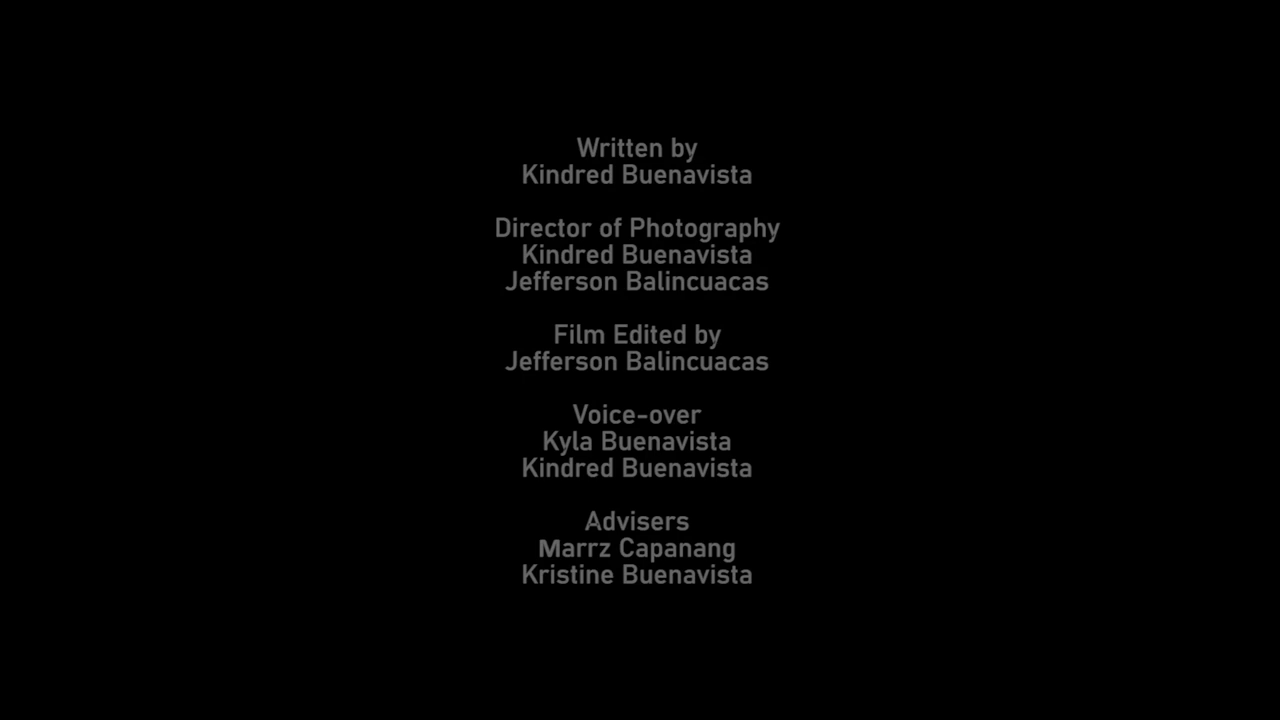 Written by
Kindred Buenavista
Director of Photography
Kindred Buenavista
Jefferson Balincuacas
Film Edited by
Jefferson Balincuacas
Voice-over
Kyla Buenavista
Kindred Buenavista
Advisers
Marrz Capanang
Kristine Buenavista